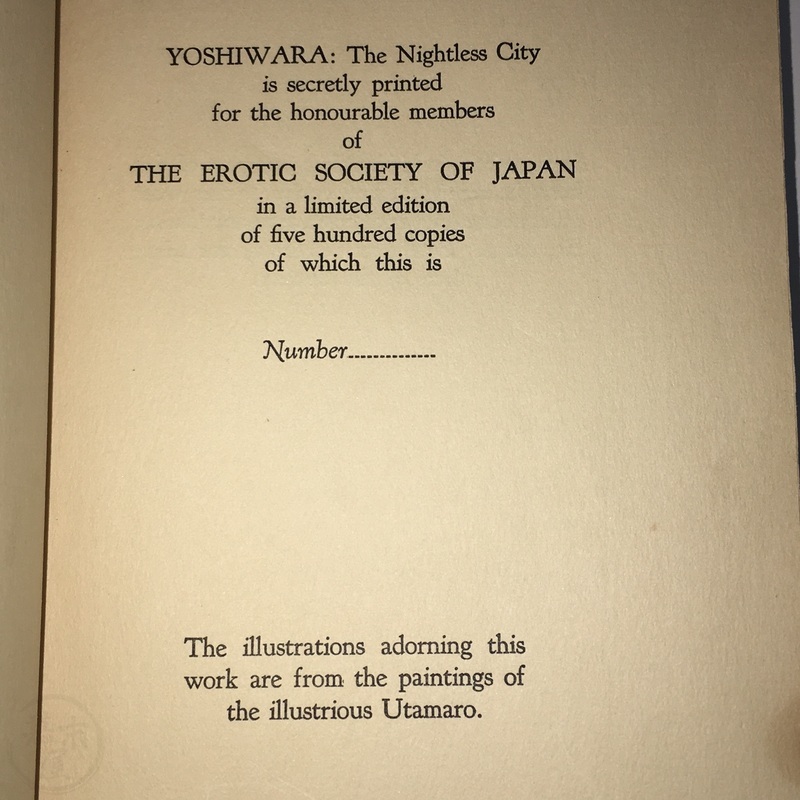 YOSHIWARA: The Nightless City
is secretly printed
for the honourable members
of
THE EROTIC SOCIETY OF JAPAN
in a limited edition
of five hundred copies
of which this is
Number..............
The illustrations adorning this
work are from the paintings of
the illustrious Utamaro.